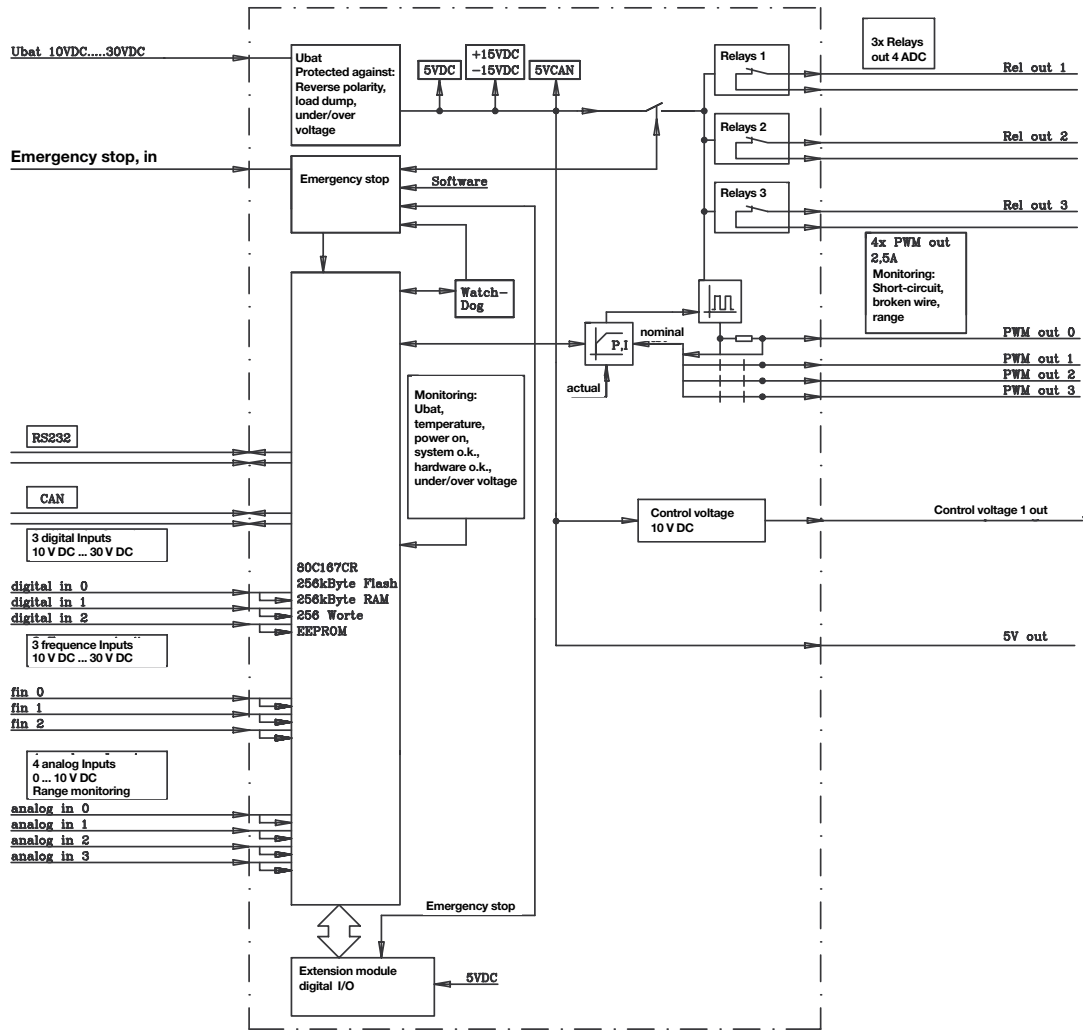 Ubat 10VDC.....30VDC
Ubat
Protected against:
Reverse polarity,
load dump,
under/over
voltage
5VDC
+15VDC
-15VDC
5VCAN
Relays 1
3x Relays
out 4 ADC
Rel out 1
Relays 2
Rel out 2
Emergency stop, in
Emergency stop
Software
Relays 3
Rel out 3
4x PWM out
2,5A
Monitoring:
Short-circuit,
broken wire,
range
Watch-
Dog
P,I
nominal
actual
PWM out 0
PWM out 1
PWM out 2
PWM out 3
Monitoring:
Ubat,
temperature,
power on,
system o.k.,
hardware o.k.,
under/over voltage
RS232
CAN
Control voltage
10 V DC
Control voltage 1 out
3 digital Inputs
10 V DC ... 30 V DC
80C167CR
256kByte Flash
256kByte RAM
256 Worte
EEPROM
digital in 0
digital in 1
digital in 2
3 frequence Inputs
10 V DC ... 30 V DC
5V out
fin 0
fin 1
fin 2
4 analog Inputs
0 ... 10 V DC
Range monitoring
analog in 0
analog in 1
analog in 2
analog in 3
Emergency stop
Extension module
digital I/O
5VDC